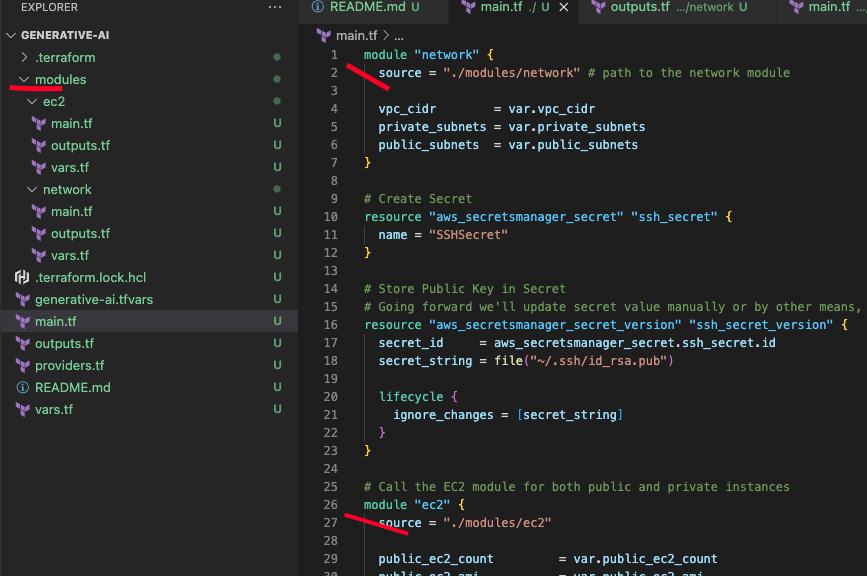 EXPLORER
...
README.md U
main.tf ./ U
outputs.tf .../network U
main.tf ...
GENERATIVE-AI
.terraform
modules
ec2
main.tf U
outputs.tf U
vars.tf U
network
main.tf U
outputs.tf U
vars.tf U
.terraform.lock.hcl U
generative-ai.tfvars U
main.tf U
outputs.tf U
providers.tf U
README.md U
vars.tf U
main.tf > ...
1 module "network" {
2 source = "./modules/network" # path to the network module
3
4 vpc_cidr = var.vpc_cidr
5 private_subnets = var.private_subnets
6 public_subnets = var.public_subnets
7 }
8
9 # Create Secret
10 resource "aws_secretsmanager_secret" "ssh_secret" {
11 name = "SSHSecret"
12 }
13
14 # Store Public Key in Secret
15 # Going forward we'll update secret value manually or by other means,
16 resource "aws_secretsmanager_secret_version" "ssh_secret_version" {
17 secret_id = aws_secretsmanager_secret.ssh_secret.id
18 secret_string = file("~/.ssh/id_rsa.pub")
19
20 lifecycle {
21 ignore_changes = [secret_string]
22 }
23 }
24
25 # Call the EC2 module for both public and private instances
26 module "ec2" {
27 source = "./modules/ec2"
28
29 public_ec2_count = var.public_ec2_count
30 public_ec2_ami = var.public_ec2_ami